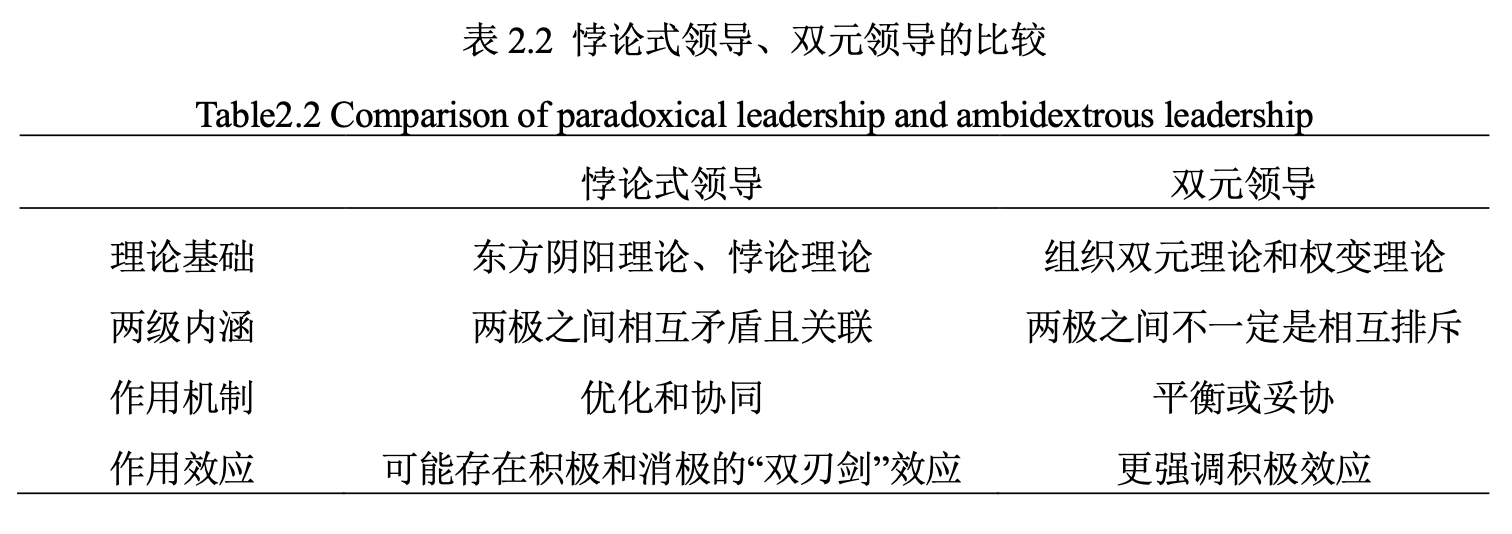 表 2.2 悖论式领导、双元领导的比较
Table2.2 Comparison of paradoxical leadership and ambidextrous leadership
悖论式领导 双元领导
理论基础 东方阴阳理论、悖论理论 组织双元理论和权变理论
两级内涵 两极之间相互矛盾且关联 两极之间不一定是相互排斥
作用机制 优化和协同 平衡或妥协
作用效应 可能存在积极和消极的“双刃剑”效应 更强调积极效应